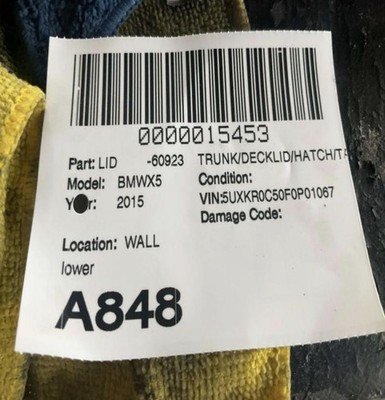 0000015453
Part: LID -60923 TRUNK/DECKLID/HATCH/TA
Model: BMWX5 Condition:
Year: 2015 VIN:5UXKR0C50F0P01067
Damage Code:
Location: WALL
lower
A848